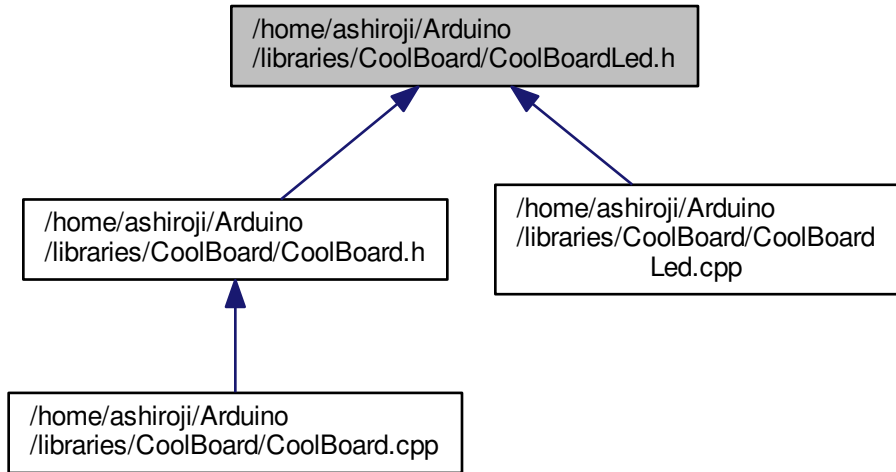 /home/ashiroji/Arduino
/libraries/CoolBoard/CoolBoardLed.h
/home/ashiroji/Arduino
/libraries/CoolBoard/CoolBoard.h
/home/ashiroji/Arduino
/libraries/CoolBoard/CoolBoard
Led.cpp
/home/ashiroji/Arduino
/libraries/CoolBoard/CoolBoard.cpp